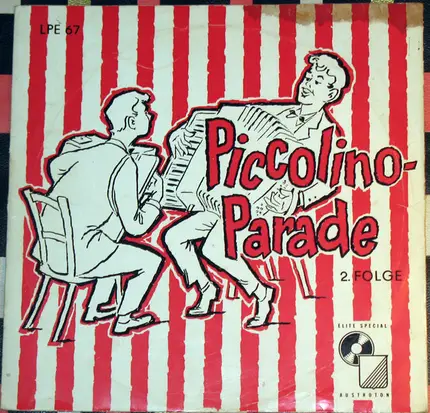 LPE 67
Piccolino-
Parade
2. FOLGE
ELITE SPECIAL
AUSTROTON